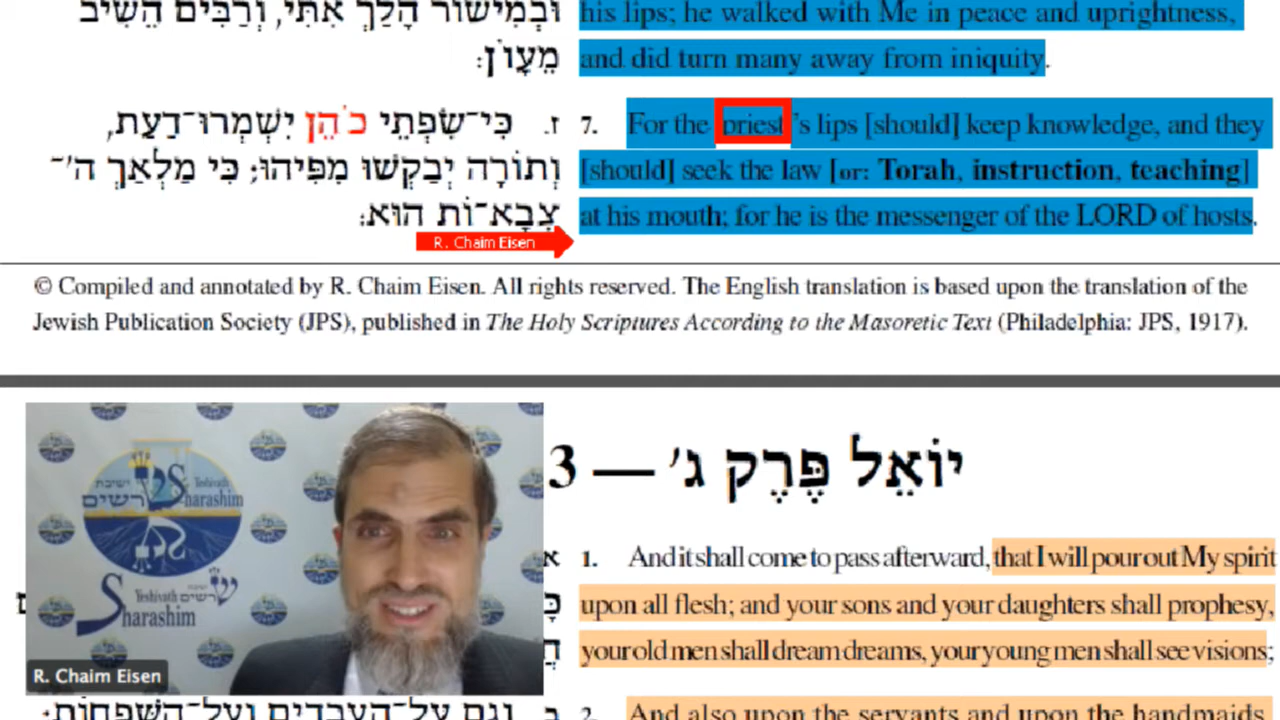 וּבְמִישׁוֹר הָלַךְ אִתִּי, וְרַבִּים הֵשִׁיב
מֵעָוֺן:
his lips; he walked with Me in peace and uprightness,
and did turn many away from iniquity.
ז. כִּי־שִׂפְתֵי כֹהֵן יִשְׁמְרוּ־דַעַת,
וְתוֹרָה יְבַקְשׁוּ מִפִּיהוּ; כִּי מַלְאַךְ ה'־
צְבָא־וֹת הוּא:
7. For the priest's lips [should] keep knowledge, and they
[should] seek the law [or: Torah, instruction, teaching]
at his mouth; for he is the messenger of the LORD of hosts.
R. Chaim Eisen
© Compiled and annotated by R. Chaim Eisen. All rights reserved. The English translation is based upon the translation of the
Jewish Publication Society (JPS), published in The Holy Scriptures According to the Masoretic Text (Philadelphia: JPS, 1917).
יוֹאֵל פֶּרֶק ג' — 3
א
1. And it shall come to pass afterward, that I will pour out My spirit
upon all flesh; and your sons and your daughters shall prophesy,
your old men shall dream dreams, your young men shall see visions;
ב וְגַם עַל־הָעֲבָדִים וְעַל־הַשְּׁפָחוֹת:
2. And also upon the servants and upon the handmaids
ישיבת
שרשים
Yeshivath
Sharashim
Yeshivath
ישיבת
שרשים
Sharashim
R. Chaim Eisen